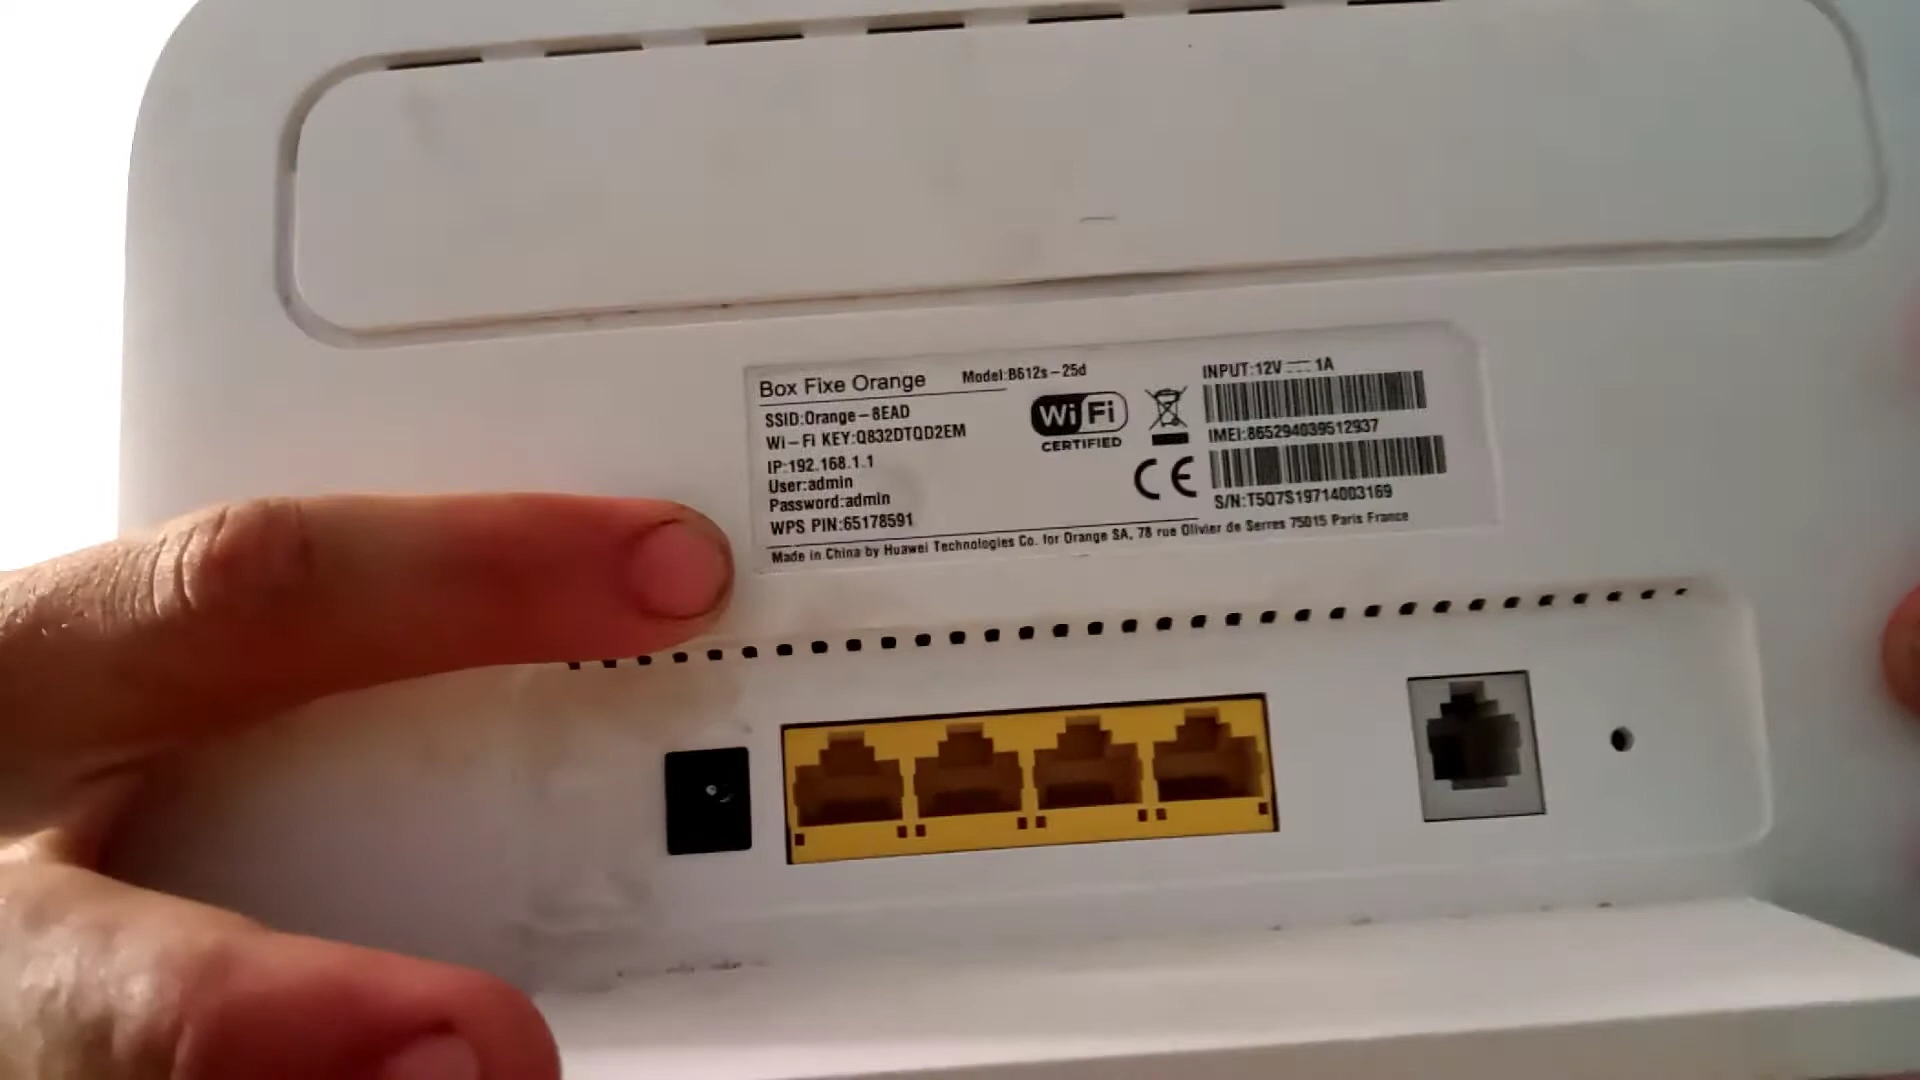 Box Fixe Orange Model:B612s-25d
SSID:Orange-8EAD
Wi-Fi KEY:Q832DTQD2EM
IP:192.168.1.1
User:admin
Password:admin
WPS PIN:65178591
Wi Fi
CERTIFIED
CE
INPUT:12V ⎓ 1A
IMEI:865294039512937
S/N:T5Q7S19714003169
Made in China by Huawei Technologies Co. for Orange SA, 78 rue Olivier de Serres 75015 Paris France